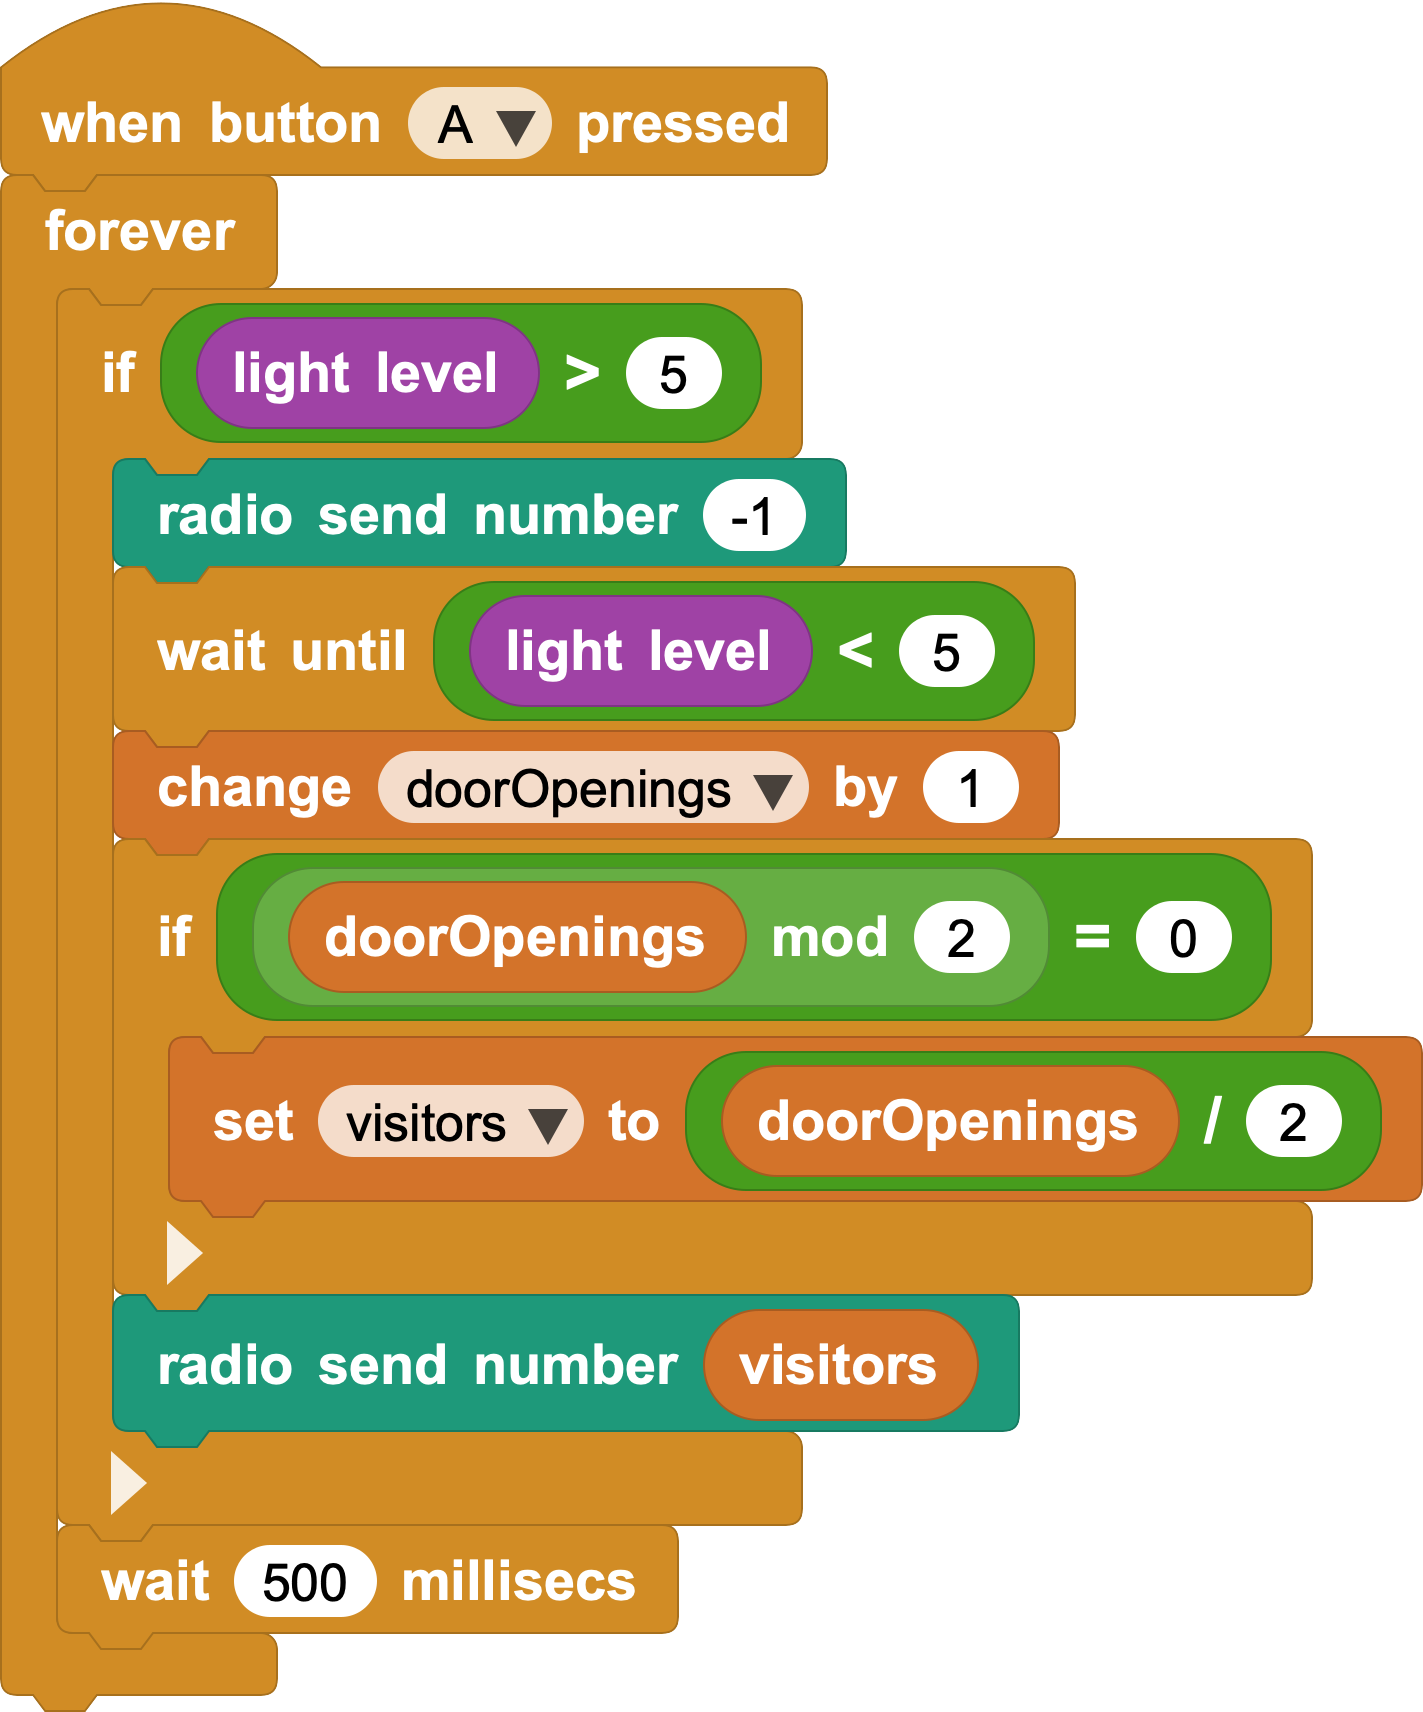 when button A pressed
forever
if light level > 5
radio send number -1
wait until light level < 5
change doorOpenings by 1
if doorOpenings mod 2 = 0
set visitors to doorOpenings / 2
radio send number visitors
wait 500 millisecs